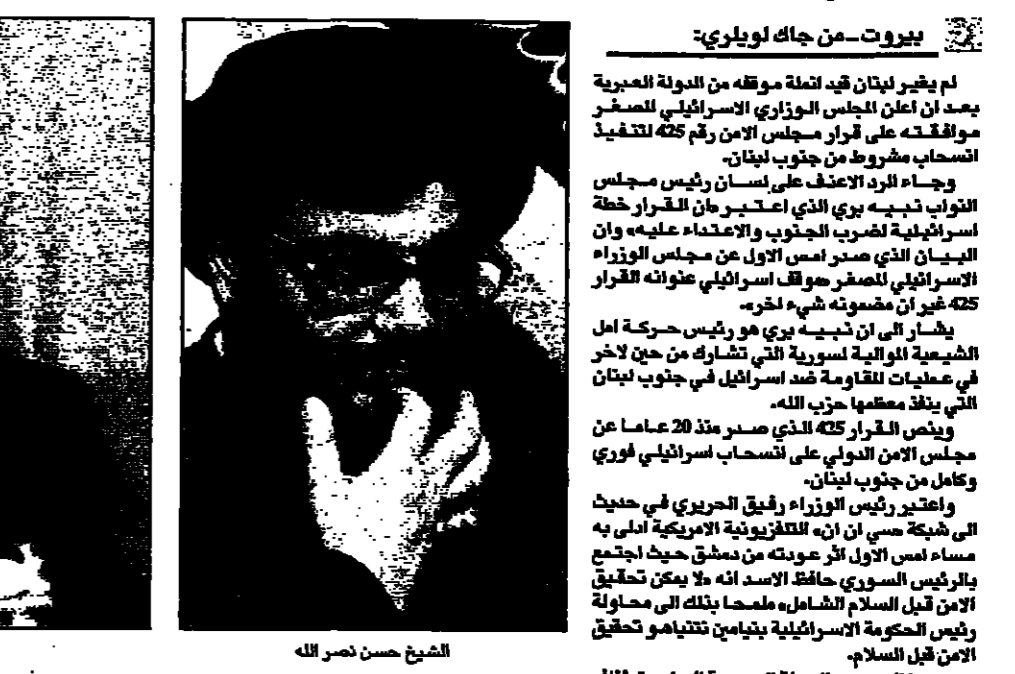 بيروت-من جاك لويلري:
لم يغير لبنان قيد انملة موقفه من الدولة العبرية
بعد ان اعلن المجلس الوزاري الاسرائيلي المصغر
موافقته على قرار مجلس الامن رقم 425 لتنفيذ
انسحاب مشروط من جنوب لبنان.
وجاء الرد الاعنف على لسان رئيس مجلس
النواب نبيه بري الذي اعتبر «ان القرار خطة
اسرائيلية لضرب الجنوب والاعتداء عليه» وان
البيان الذي صدر امس الاول عن مجلس الوزراء
الاسرائيلي المصغر «موقف اسرائيلي عنوانه القرار
425 غير ان مضمونه شيء اخر».
يشار الى ان نبيه بري هو رئيس حركة امل
الشيعية الموالية لسورية التي تشارك من حين لاخر
في عمليات المقاومة ضد اسرائيل في جنوب لبنان
التي ينفذ معظمها حزب الله.
وينص القرار 425 الذي صدر منذ 20 عاما عن
مجلس الامن الدولي على انسحاب اسرائيلي فوري
وكامل من جنوب لبنان.
واعتبر رئيس الوزراء رفيق الحريري في حديث
الى شبكة «سي ان ان» التلفزيونية الامريكية ادلى به
مساء امس الاول اثر عودته من دمشق حيث اجتمع
بالرئيس السوري حافظ الاسد انه «لا يمكن تحقيق
الامن قبل السلام الشامل» ملمحا بذلك الى محاولة
رئيس الحكومة الاسرائيلية بنيامين نتنياهو تحقيق
الامن قبل السلام.
الشيخ حسن نصر الله